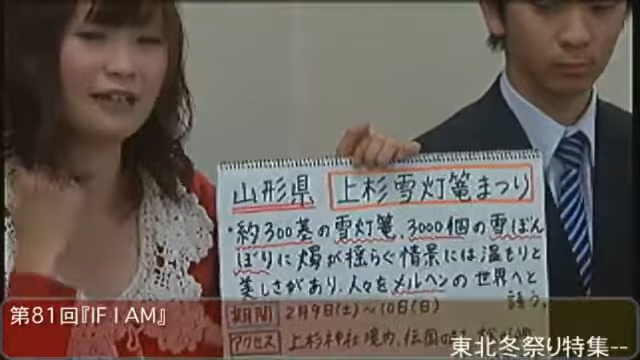 山形県 上杉雪灯篭まつり
・約300基の雪灯篭、3000個の雪ぼん
ぼりに燭が揺らぐ情景には温もりと
美しさがあり、人々をメルヘンの世界へと
誘う。
期間 2月9日(土)～10日(日)
アクセス 上杉神社境内、伝国の
第81回『IF I AM』
東北冬祭り特集--